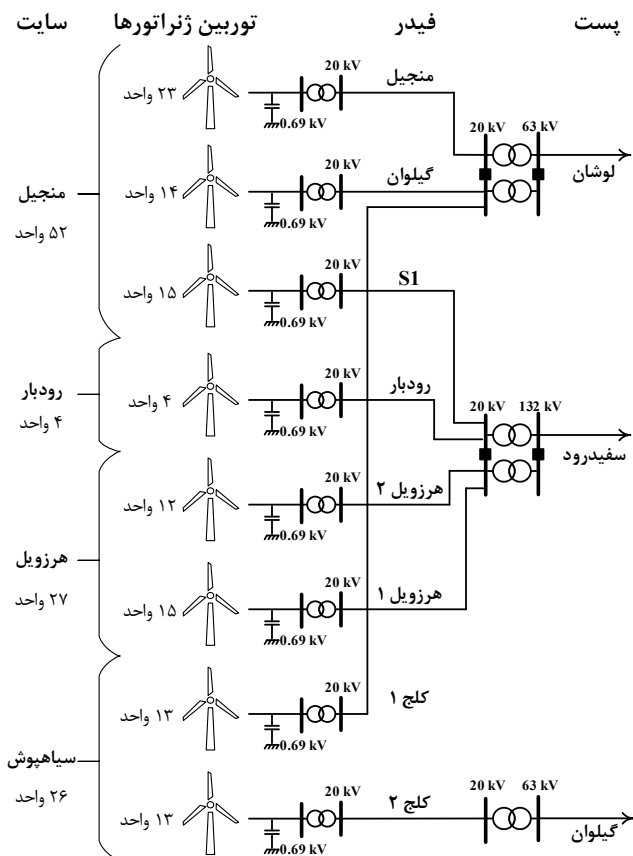 پست
فیدر
توربین ژنراتورها
سایت
20 kV
منجیل
۲۳ واحد
0.69 kV
20 kV
63 kV
لوشان
20 kV
گیلوان
۱۴ واحد
0.69 kV
منجیل
۵۲ واحد
20 kV
S1
۱۵ واحد
0.69 kV
20 kV
رودبار
۴ واحد
0.69 kV
رودبار
۴ واحد
20 kV
132 kV
سفیدرود
20 kV
هرزویل ۲
۱۲ واحد
0.69 kV
هرزویل
۲۷ واحد
20 kV
هرزویل ۱
۱۵ واحد
0.69 kV
20 kV
کلج ۱
۱۳ واحد
0.69 kV
سیاهپوش
۲۶ واحد
20 kV
کلج ۲
۱۳ واحد
0.69 kV
20 kV
63 kV
گیلوان